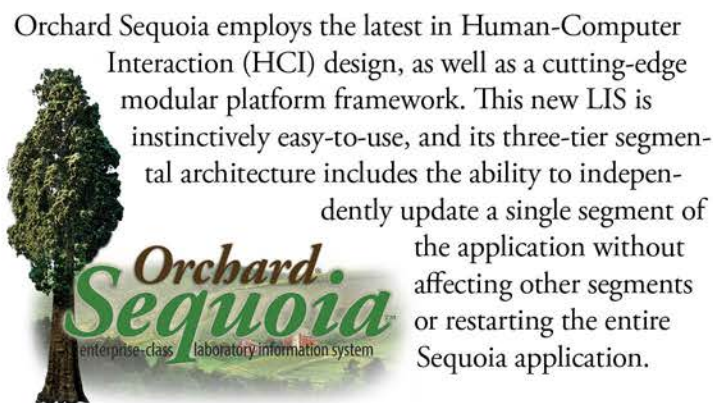 Orchard Sequoia employs the latest in Human-Computer
Interaction (HCI) design, as well as a cutting-edge
modular platform framework. This new LIS is
instinctively easy-to-use, and its three-tier segmen-
tal architecture includes the ability to indepen-
dently update a single segment of
the application without
affecting other segments
or restarting the entire
Sequoia application.
Orchard
Sequoia™
enterprise-class laboratory information system